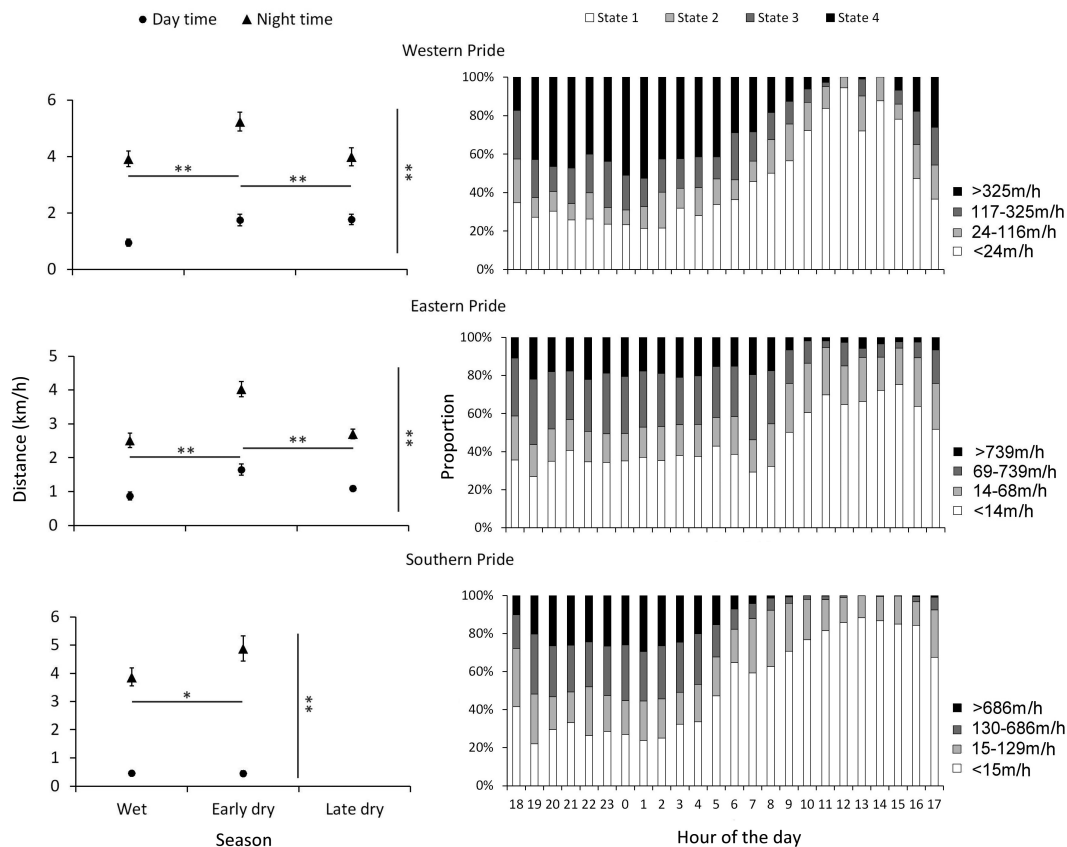 Day time Night time
State 1 State 2 State 3 State 4
Western Pride
6
4
2
0
**
**
**
100%
80%
60%
40%
20%
0%
>325m/h
117-325m/h
24-116m/h
<24m/h
Eastern Pride
Distance (km/h)
5
4
3
2
1
0
**
**
**
Proportion
100%
80%
60%
40%
20%
0%
>739m/h
69-739m/h
14-68m/h
<14m/h
Southern Pride
6
5
4
3
2
1
0
*
**
Wet Early dry Late dry
Season
100%
80%
60%
40%
20%
0%
18 19 20 21 22 23 0 1 2 3 4 5 6 7 8 9 10 11 12 13 14 15 16 17
Hour of the day
>686m/h
130-686m/h
15-129m/h
<15m/h